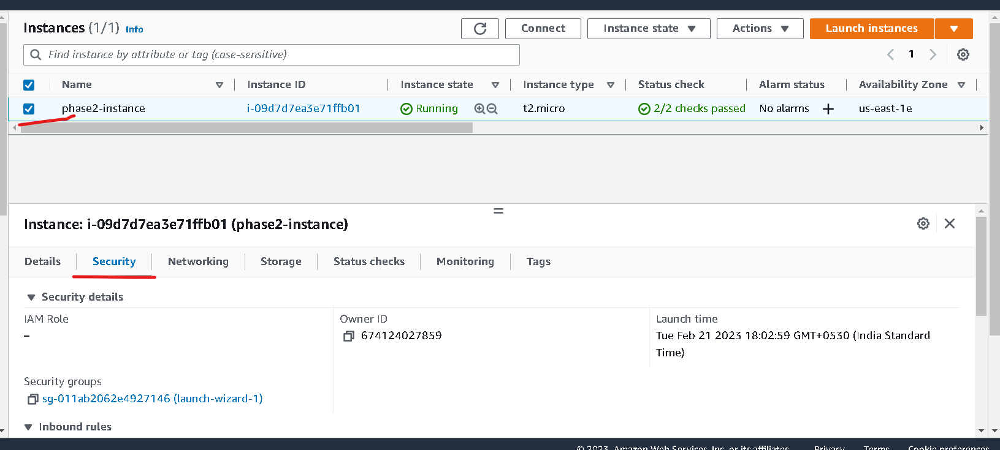 Instances (1/1) Info
Connect
Instance state
Actions
Launch instances
Find instance by attribute or tag (case-sensitive)
1
Name Instance ID Instance state Instance type Status check Alarm status Availability Zone
phase2-instance i-09d7d7ea3e71ffb01 Running t2.micro 2/2 checks passed No alarms + us-east-1e
Instance: i-09d7d7ea3e71ffb01 (phase2-instance)
Details Security Networking Storage Status checks Monitoring Tags
Security details
IAM Role Owner ID Launch time
– 674124027859 Tue Feb 21 2023 18:02:59 GMT+0530 (India Standard
Time)
Security groups
sg-011ab2062e4927146 (launch-wizard-1)
Inbound rules
© 2023, Amazon Web Services, Inc. or its affiliates. Privacy Terms Cookie preferences